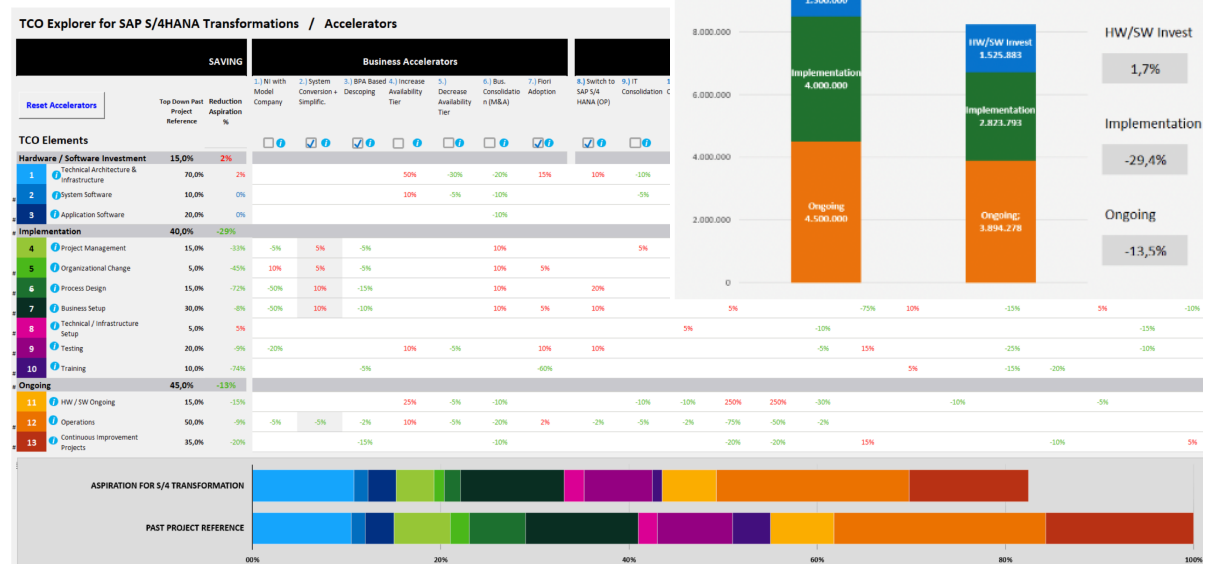 TCO Explorer for SAP S/4HANA Transformations / Accelerators
SAVING
Business Accelerators
Reset Accelerators
Top Down Past Project Reference
Reduction Aspiration %
1.) NI with Model Company
2.) System Conversion + Simplific.
3.) BPA Based Descoping
4.) Increase Availability Tier
5.) Decrease Availability Tier
6.) Bus. Consolidatio n (M&A)
7.) Fiori Adoption
8.) Switch to SAP S/4 HANA (OP)
9.) IT Consolidation
TCO Elements
Hardware / Software Investment 15,0% 2%
1 Technical Architecture & Infrastructure 70,0% 2% 50% -30% -20% 15% 10% -10%
2 System Software 10,0% 0% 10% -5% -10% -5%
3 Application Software 20,0% 0% -10%
Implementation 40,0% -29%
4 Project Management 15,0% -33% -5% 5% -5% 10% 5%
5 Organizational Change 5,0% -45% 10% 5% -5% 10% 5%
6 Process Design 15,0% -72% -50% 10% -15% 10% 20%
7 Business Setup 30,0% -8% -50% 10% -10% 10% 5% 10% 5% -75% 10% -15% 5% -10%
8 Technical / Infrastructure Setup 5,0% 5% 5% -10% -15%
9 Testing 20,0% -9% -20% 10% -5% 10% 10% -5% 15% -25% -10%
10 Training 10,0% -74% -5% -60% 5% -15% -20%
Ongoing 45,0% -13%
11 HW / SW Ongoing 15,0% -15% 25% -5% -10% -10% -10% 250% 250% -30% -10% -5%
12 Operations 50,0% -9% -5% -5% -2% 10% -5% -20% 2% -2% -5% -2% -75% -50% -2%
13 Continuous Improvement Projects 35,0% -20% -15% -10% -20% -20% 15% -10% 5%
ASPIRATION FOR S/4 TRANSFORMATION
PAST PROJECT REFERENCE
00% 20% 40% 60% 80% 100%
8.000.000
6.000.000
4.000.000
2.000.000
0
Implementation
4.000.000
Ongoing
4.500.000
HW/SW Invest
1.525.883
Implementation
2.823.793
Ongoing;
3.894.278
HW/SW Invest
1,7%
Implementation
-29,4%
Ongoing
-13,5%